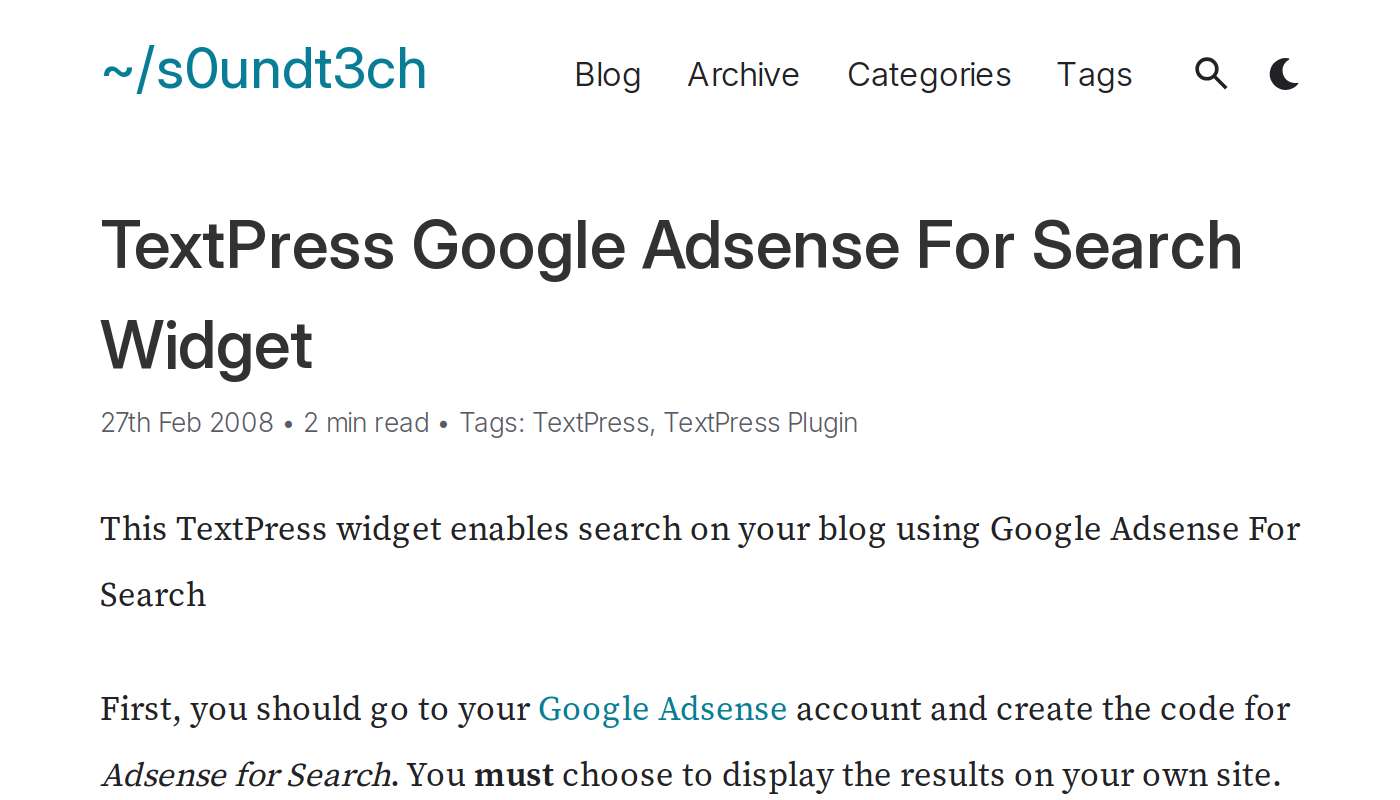 ~/s0undt3ch
Blog Archive Categories Tags
TextPress Google Adsense For Search
Widget
27th Feb 2008 • 2 min read • Tags: TextPress, TextPress Plugin
This TextPress widget enables search on your blog using Google Adsense For
Search
First, you should go to your Google Adsense account and create the code for
Adsense for Search. You must choose to display the results on your own site.